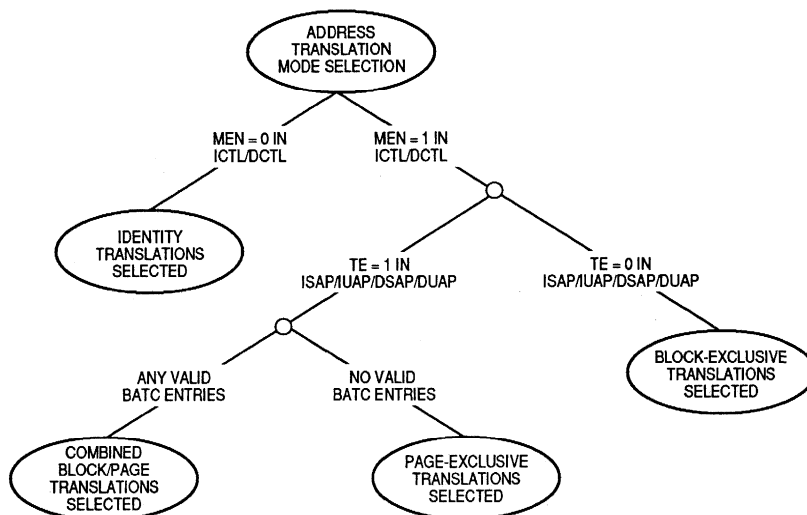 ADDRESS
TRANSLATION
MODE SELECTION
MEN = 0 IN
ICTL/DCTL
MEN = 1 IN
ICTL/DCTL
IDENTITY
TRANSLATIONS
SELECTED
TE = 1 IN
ISAP/IUAP/DSAP/DUAP
TE = 0 IN
ISAP/IUAP/DSAP/DUAP
ANY VALID
BATC ENTRIES
NO VALID
BATC ENTRIES
BLOCK-EXCLUSIVE
TRANSLATIONS
SELECTED
COMBINED
BLOCK/PAGE
TRANSLATIONS
SELECTED
PAGE-EXCLUSIVE
TRANSLATIONS
SELECTED